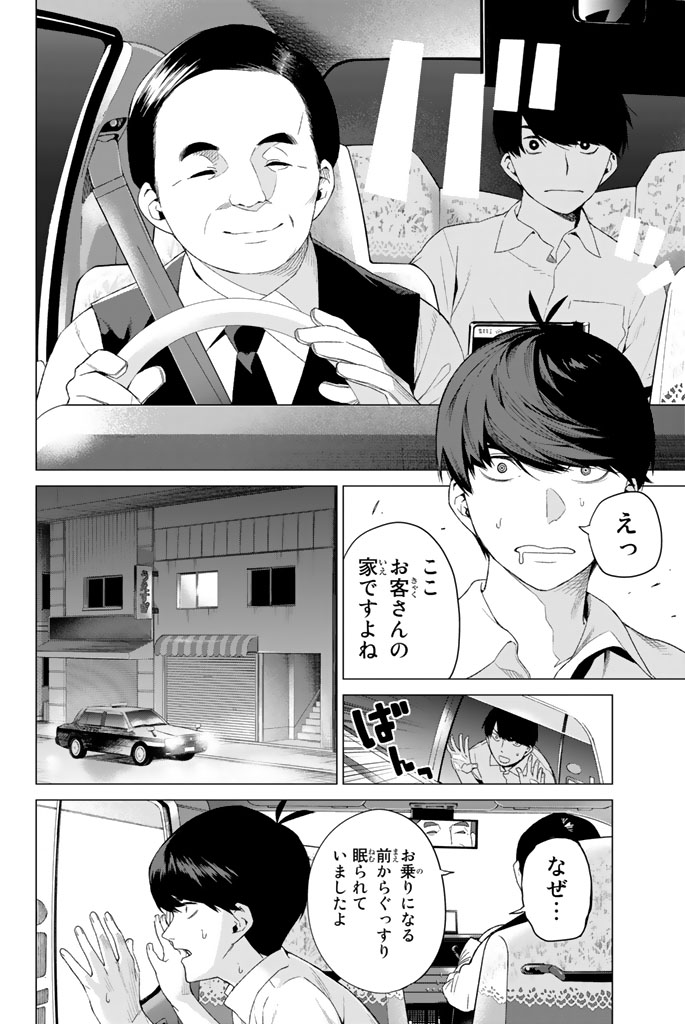 えっ
ここ
お客さんの
家ですよね
ばんっ
なぜ…
お乗りになる
前からぐっすり
眠られて
いましたよ